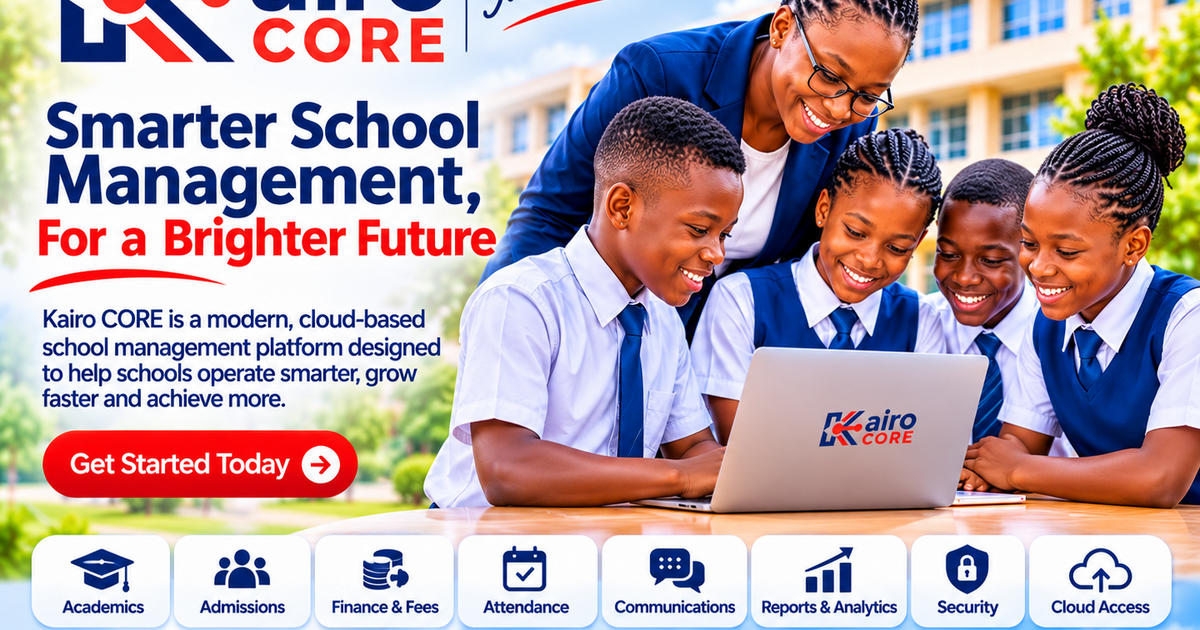 airo
CORE
Smarter School
Management,
For a Brighter Future
Kairo CORE is a modern, cloud-based
school management platform designed
to help schools operate smarter, grow
faster and achieve more.
Get Started Today
Kairo
CORE
Academics
Admissions
Finance & Fees
Attendance
Communications
Reports & Analytics
Security
Cloud Access